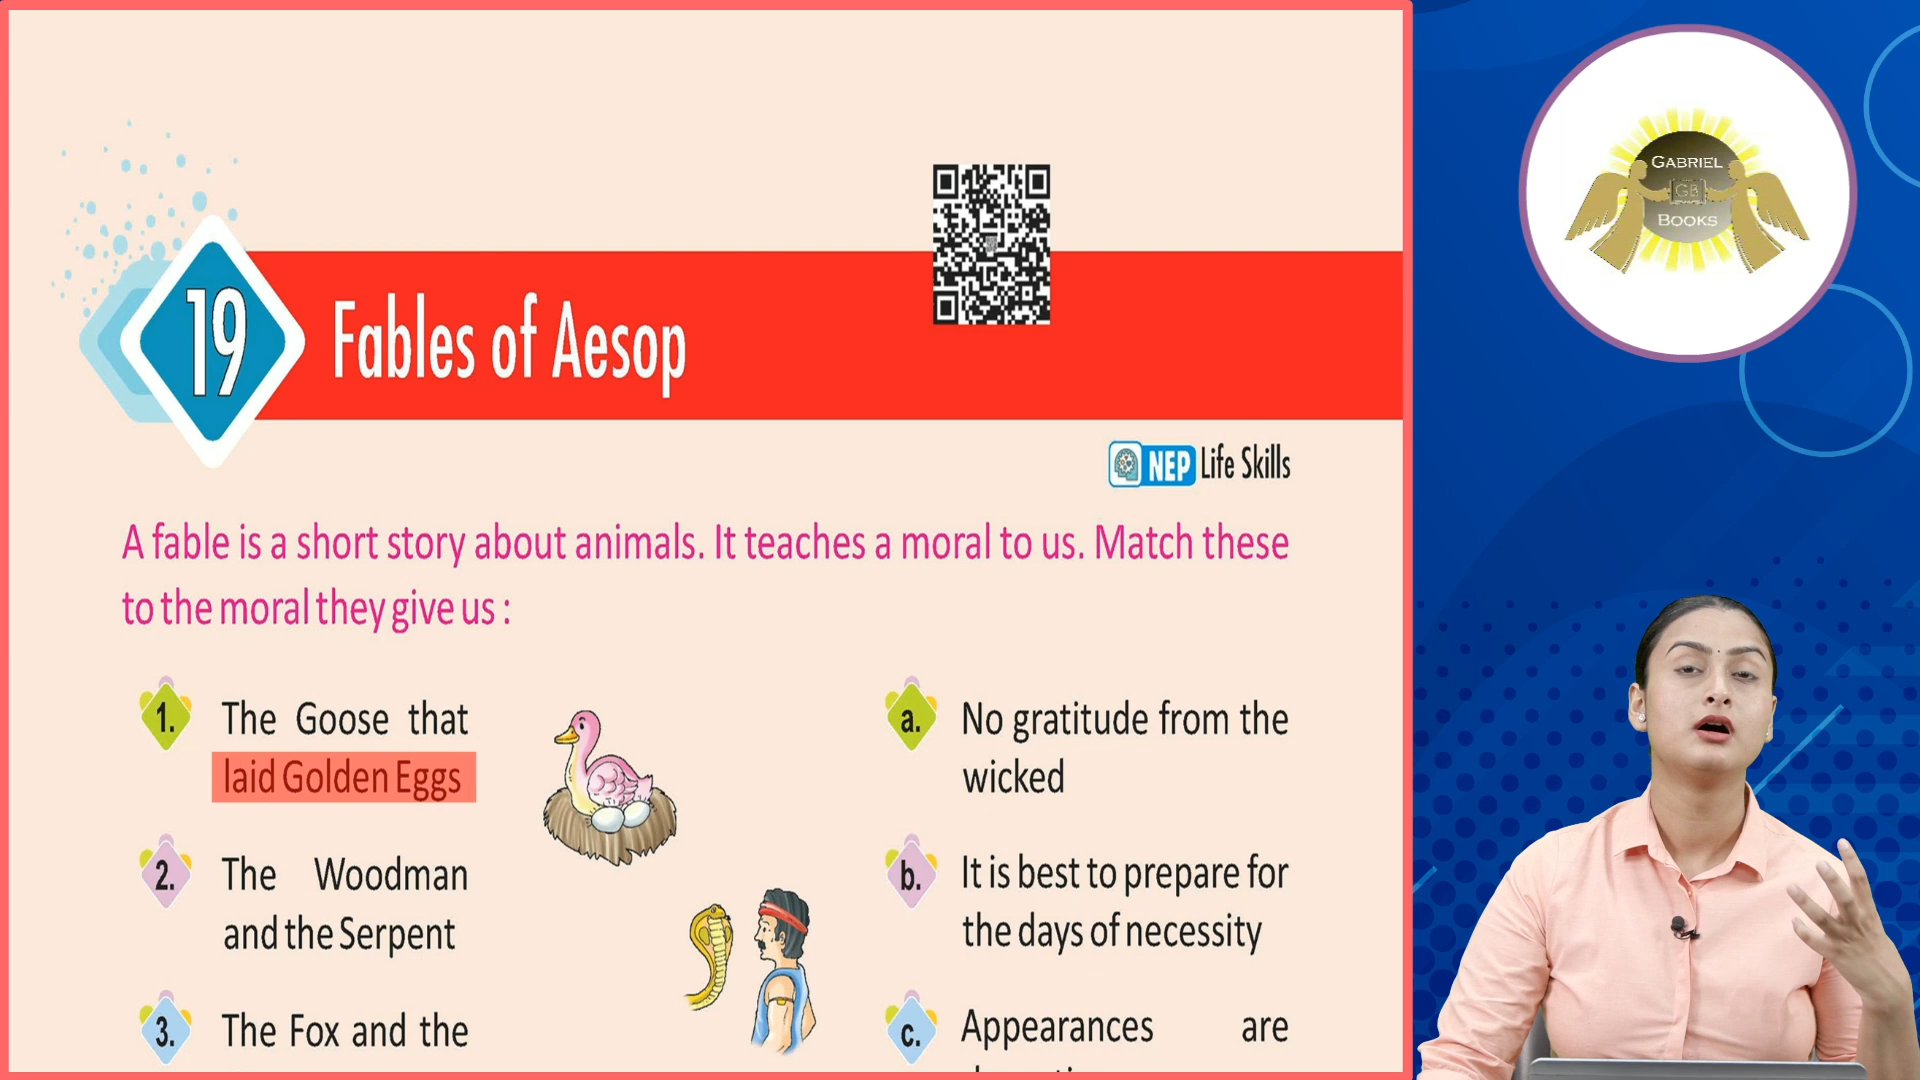 19
Fables of Aesop
NEP Life Skills
A fable is a short story about animals. It teaches a moral to us. Match these
to the moral they give us :
1. The Goose that
laid Golden Eggs
2. The Woodman
and the Serpent
3. The Fox and the
a. No gratitude from the
wicked
b. It is best to prepare for
the days of necessity
c. Appearances are
GABRIEL
GB
BOOKS